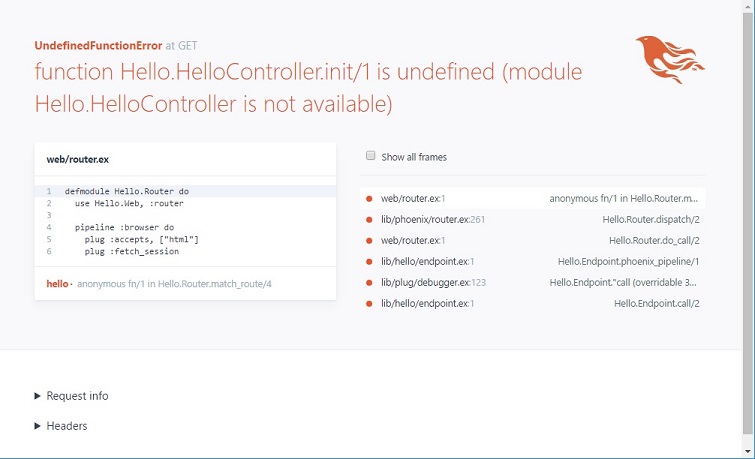 UndefinedFunctionError at GET
function Hello.HelloController.init/1 is undefined (module
Hello.HelloController is not available)
web/router.ex
1 defmodule Hello.Router do
2 use Hello.Web, :router
3
4 pipeline :browser do
5 plug :accepts, ["html"]
6 plug :fetch_session
hello · anonymous fn/1 in Hello.Router.match_route/4
Show all frames
web/router.ex:1 anonymous fn/1 in Hello.Router.m...
lib/phoenix/router.ex:261 Hello.Router.dispatch/2
web/router.ex:1 Hello.Router.do_call/2
lib/hello/endpoint.ex:1 Hello.Endpoint.phoenix_pipeline/1
lib/plug/debugger.ex:123 Hello.Endpoint."call (overridable 3...
lib/hello/endpoint.ex:1 Hello.Endpoint.call/2
Request info
Headers